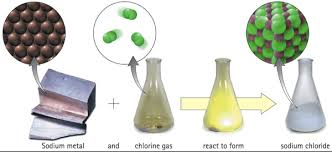 +
Sodium metal and chlorine gas react to form sodium chloride